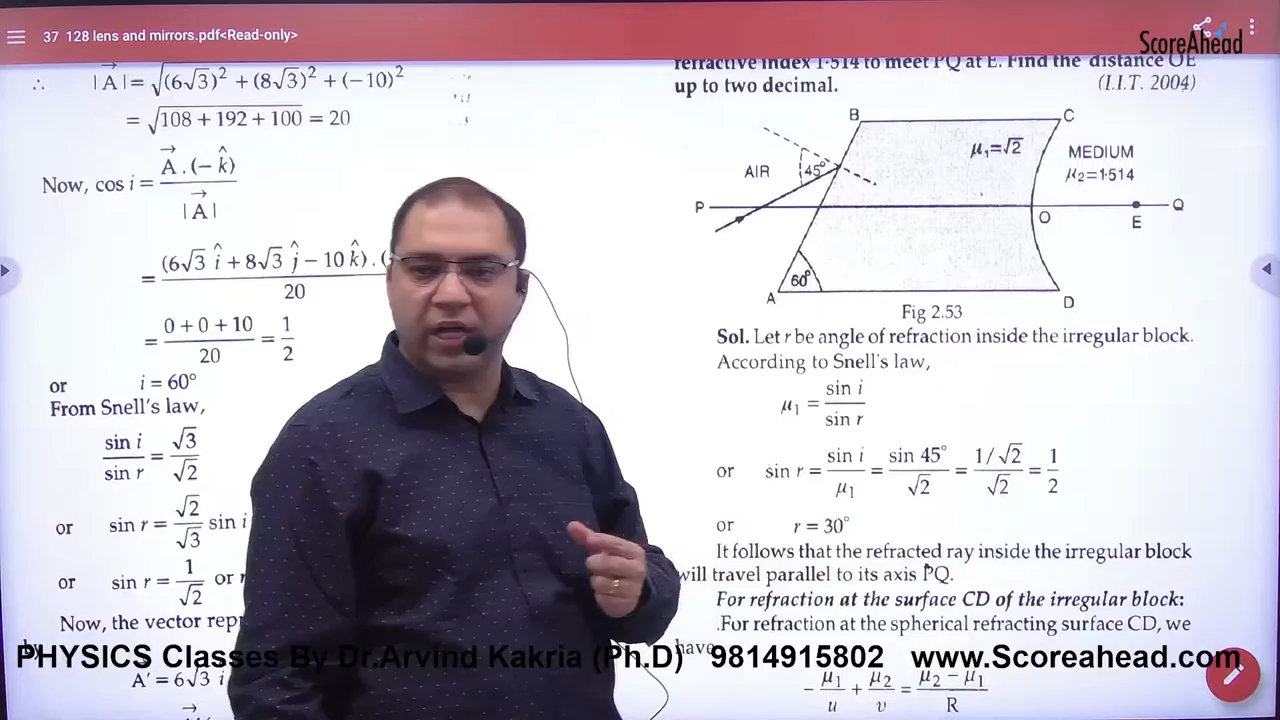 37 128 lens and mirrors.pdf<Read-only>
ScoreAhead
∴ |A⃗| = √((6√3)² + (8√3)² + (−10)²)
= √(108 + 192 + 100) = 20
Now, cos i = A⃗ . (− k̂) / |A⃗|
= (6√3 î + 8√3 ĵ − 10 k̂) . ( / 20
= (0 + 0 + 10) / 20 = 1/2
or i = 60°
From Snell's law,
sin i / sin r = √3 / √2
or sin r = √2 / √3 sin i
or sin r = 1 / √2 or
Now, the vector
A⃗' = 6√3 i
refractive index 1·514 to meet PQ at E. Find the distance OE
up to two decimal. (I.I.T. 2004)
B
C
μ₁=√2
MEDIUM
μ₂=1·514
AIR
45°
P
Q
O
E
60°
A
D
Fig 2.53
Sol. Let r be angle of refraction inside the irregular block.
According to Snell's law,
μ₁ = sin i / sin r
or sin r = sin i / μ₁ = sin 45° / √2 = (1/√2) / √2 = 1/2
or r = 30°
It follows that the refracted ray inside the irregular block
will travel parallel to its axis PQ.
For refraction at the surface CD of the irregular block:
.For refraction at the spherical refracting surface CD, we
have
− μ₁/u + μ₂/υ = (μ₂ − μ₁) / R
PHYSICS Classes By Dr.Arvind Kakria (Ph.D) 9814915802 www.Scoreahead.com